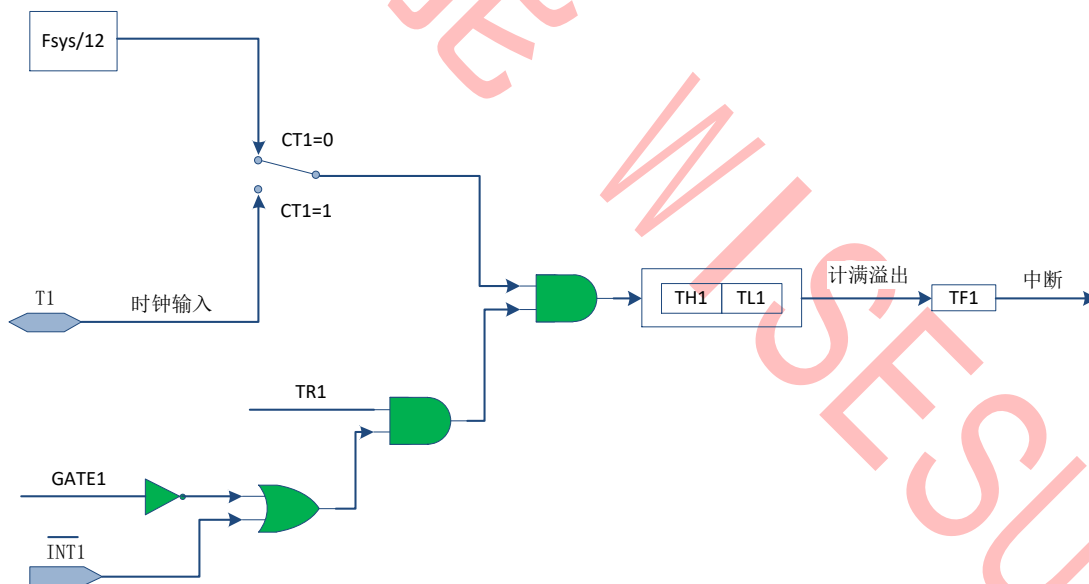 Fsys/12
CT1=0
CT1=1
T1
时钟输入
TH1
TL1
计满溢出
TF1
中断
TR1
GATE1
INT1
WISESU